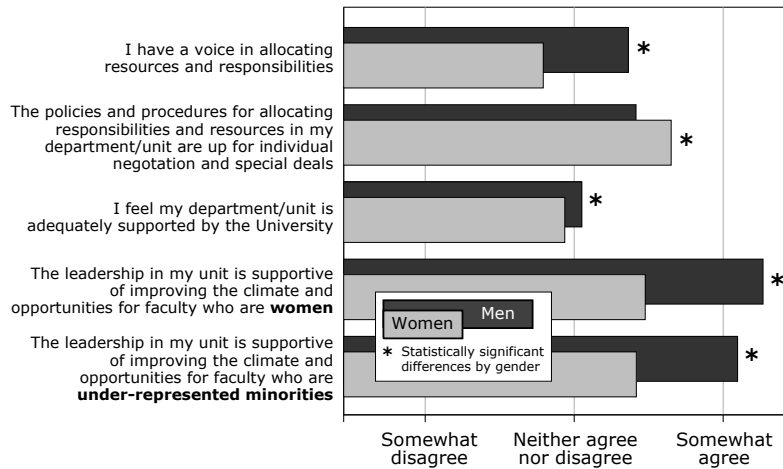 I have a voice in allocating
resources and responsibilities
*
The policies and procedures for allocating
responsibilities and resources in my
department/unit are up for individual
negotation and special deals
*
I feel my department/unit is
adequately supported by the University
*
The leadership in my unit is supportive
of improving the climate and
opportunities for faculty who are women
*
The leadership in my unit is supportive
of improving the climate and
opportunities for faculty who are
under-represented minorities
*
Men
Women
* Statistically significant
differences by gender
Somewhat
disagree
Neither agree
nor disagree
Somewhat
agree